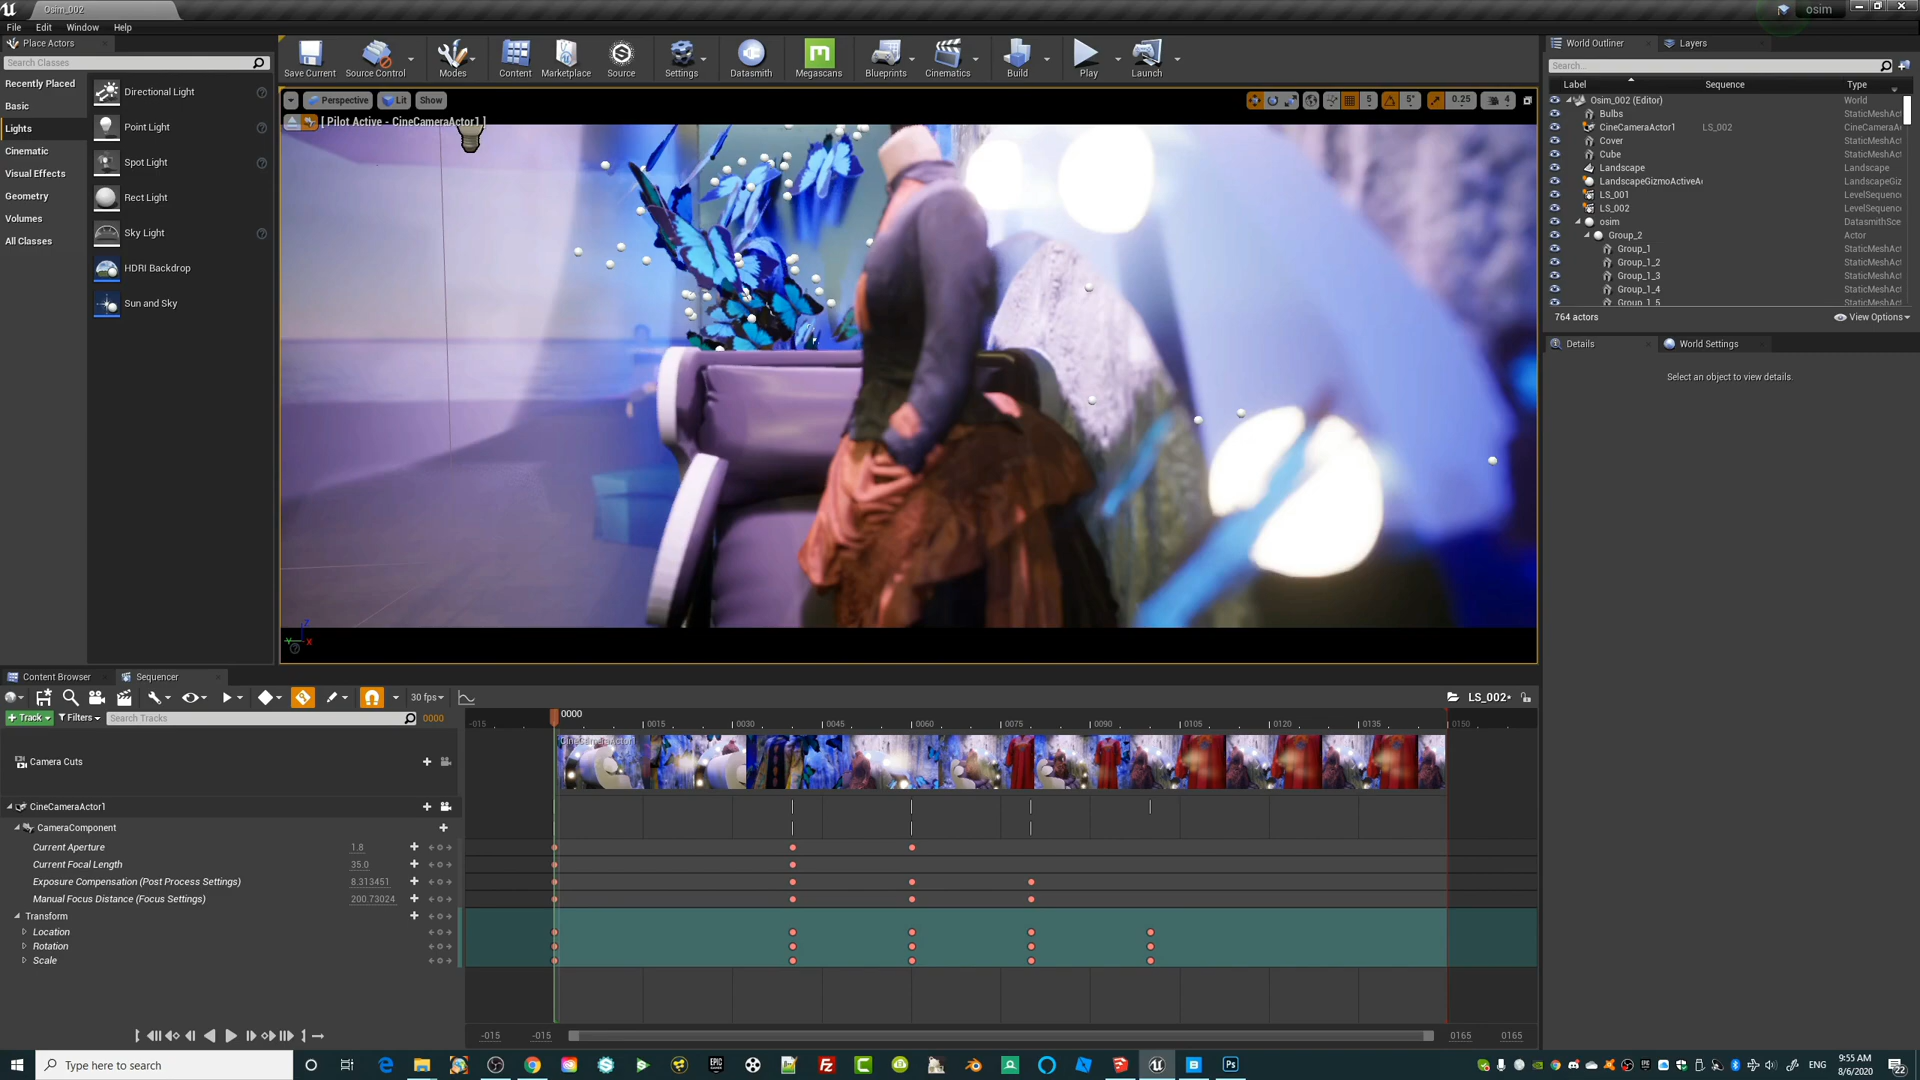 Osim_002
osim
File Edit Window Help
Place Actors
Search Classes
Recently Placed
Basic
Lights
Cinematic
Visual Effects
Geometry
Volumes
All Classes
Directional Light
Point Light
Spot Light
Rect Light
Sky Light
HDRI Backdrop
Sun and Sky
Save Current Source Control Modes Content Marketplace Source Settings Datasmith Megascans Blueprints Cinematics Build Play Launch
Perspective Lit Show
5 5° 0.25 4
[ Pilot Active - CineCameraActor1 ]
World Outliner Layers
Search...
Label Sequence Type
Osim_002 (Editor) World
Bulbs StaticMeshAct
CineCameraActor1 LS_002 CineCameraA
Cover StaticMeshAct
Cube StaticMeshAct
Landscape Landscape
LandscapeGizmoActiveA LandscapeGiz
LS_001 LevelSequenc
LS_002 LevelSequenc
osim DatasmithSce
Group_2 Actor
Group_1 StaticMeshAct
Group_1_2 StaticMeshAct
Group_1_3 StaticMeshAct
Group_1_4 StaticMeshAct
Group_1_5 StaticMeshAct
764 actors View Options
Details World Settings
Select an object to view details.
Content Browser Sequencer
30 fps
LS_002*
Track Filters Search Tracks 0000
-015 0000 0015 0030 0045 0060 0075 0090 0105 0120 0135 0150
CineCameraActor1
Camera Cuts
CineCameraActor1
CameraComponent
Current Aperture 1.8
Current Focal Length 35.0
Exposure Compensation (Post Process Settings) 8.313451
Manual Focus Distance (Focus Settings) 200.73024
Transform
Location
Rotation
Scale
-015 -015 0165 0165
Type here to search
ENG
9:55 AM
8/6/2020
22